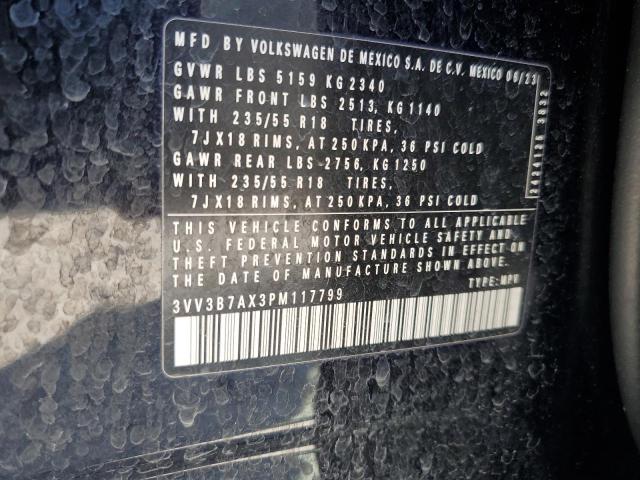 MFD BY VOLKSWAGEN DE MEXICO S.A. DE C.V. MEXICO 06/23
GVWR LBS 5159 KG 2340
GAWR FRONT LBS 2513, KG 1140
WITH 235/55 R18 TIRES,
7JX18 RIMS, AT 250 KPA, 36 PSI COLD
GAWR REAR LBS-2756, KG 1250
WITH 235/55 R18 TIRES,
7JX18 RIMS, AT 250 KPA, 36 PSI COLD
THIS VEHICLE CONFORMS TO ALL APPLICABLE
U.S. FEDERAL MOTOR VEHICLE SAFETY AND
THEFT PREVENTION STANDARDS IN EFFECT ON
THE DATE OF MANUFACTURE SHOWN ABOVE.
3VV3B7AX3PM117799 TYPE: MPV
3832